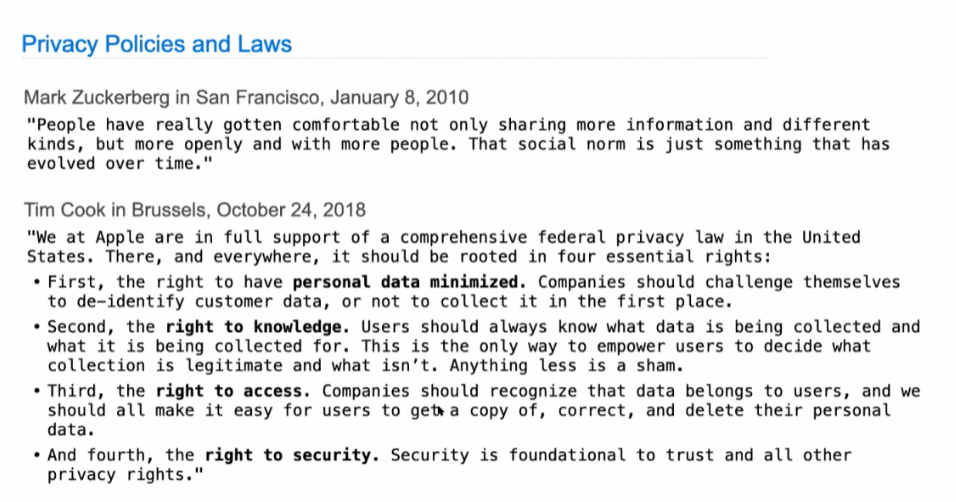 Privacy Policies and Laws
Mark Zuckerberg in San Francisco, January 8, 2010
"People have really gotten comfortable not only sharing more information and different
kinds, but more openly and with more people. That social norm is just something that has
evolved over time."
Tim Cook in Brussels, October 24, 2018
"We at Apple are in full support of a comprehensive federal privacy law in the United
States. There, and everywhere, it should be rooted in four essential rights:
• First, the right to have personal data minimized. Companies should challenge themselves
to de-identify customer data, or not to collect it in the first place.
• Second, the right to knowledge. Users should always know what data is being collected and
what it is being collected for. This is the only way to empower users to decide what
collection is legitimate and what isn't. Anything less is a sham.
• Third, the right to access. Companies should recognize that data belongs to users, and we
should all make it easy for users to get a copy of, correct, and delete their personal
data.
• And fourth, the right to security. Security is foundational to trust and all other
privacy rights."